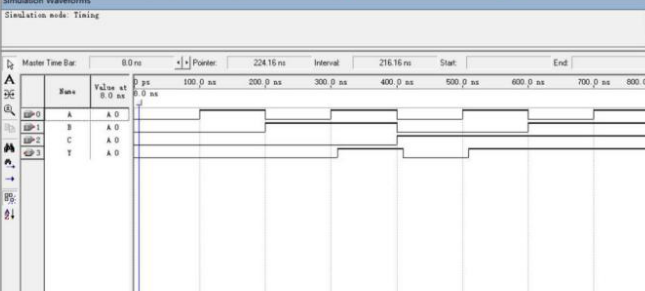 Simulation Waveforms
Simulation mode: Timing
Master Time Bar: 8.0 ns Pointer: 224.16 ns Interval: 216.16 ns Start: End:
Name Value at 8.0 ns 0 ps 100.0 ns 200.0 ns 300.0 ns 400.0 ns 500.0 ns 600.0 ns 700.0 ns 800.0
8.0 ns
0 A A 0
1 B A 0
2 C A 0
3 Y A 0